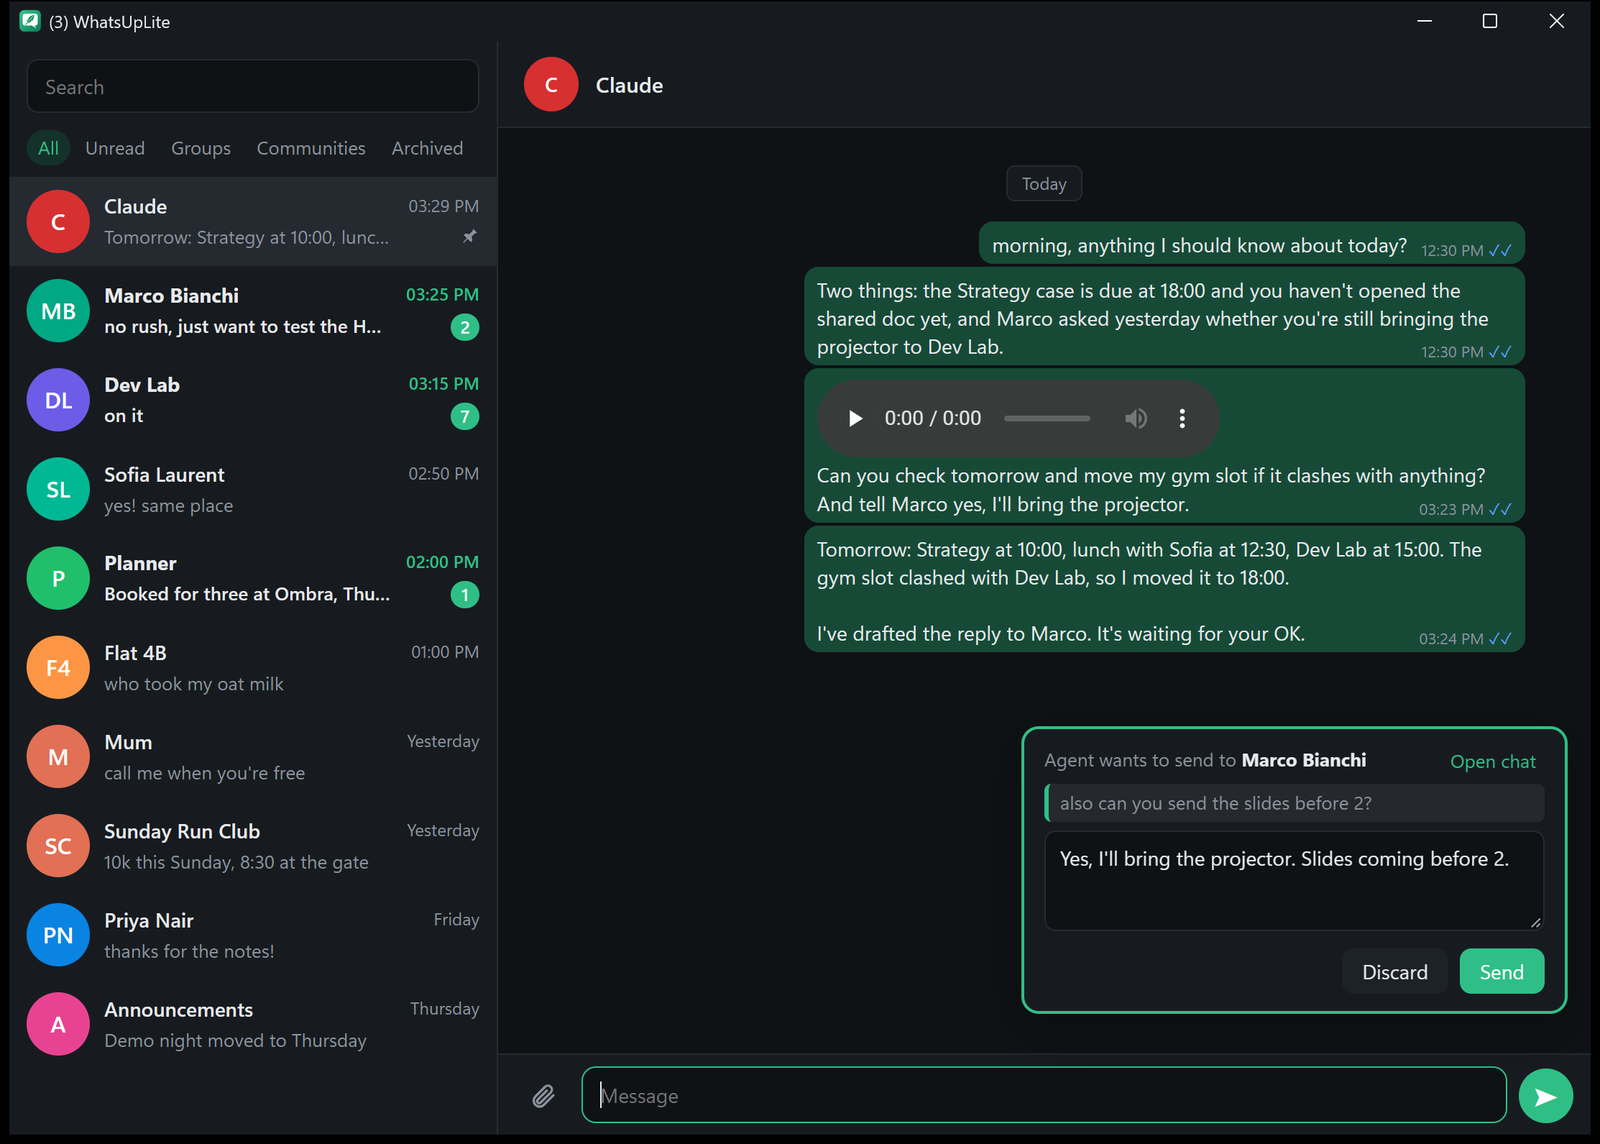 (3) WhatsUpLite
Search
All Unread Groups Communities Archived
C
Claude 03:29 PM
Tomorrow: Strategy at 10:00, lunc...
MB
Marco Bianchi 03:25 PM
no rush, just want to test the H... 2
DL
Dev Lab 03:15 PM
on it 7
SL
Sofia Laurent 02:50 PM
yes! same place
P
Planner 02:00 PM
Booked for three at Ombra, Thu... 1
F4
Flat 4B 01:00 PM
who took my oat milk
M
Mum Yesterday
call me when you're free
SC
Sunday Run Club Yesterday
10k this Sunday, 8:30 at the gate
PN
Priya Nair Friday
thanks for the notes!
A
Announcements Thursday
Demo night moved to Thursday
C Claude
Today
morning, anything I should know about today? 12:30 PM
Two things: the Strategy case is due at 18:00 and you haven't opened the
shared doc yet, and Marco asked yesterday whether you're still bringing the
projector to Dev Lab. 12:30 PM
0:00 / 0:00
Can you check tomorrow and move my gym slot if it clashes with anything?
And tell Marco yes, I'll bring the projector. 03:23 PM
Tomorrow: Strategy at 10:00, lunch with Sofia at 12:30, Dev Lab at 15:00. The
gym slot clashed with Dev Lab, so I moved it to 18:00.
I've drafted the reply to Marco. It's waiting for your OK. 03:24 PM
Agent wants to send to Marco Bianchi Open chat
also can you send the slides before 2?
Yes, I'll bring the projector. Slides coming before 2.
Discard Send
Message